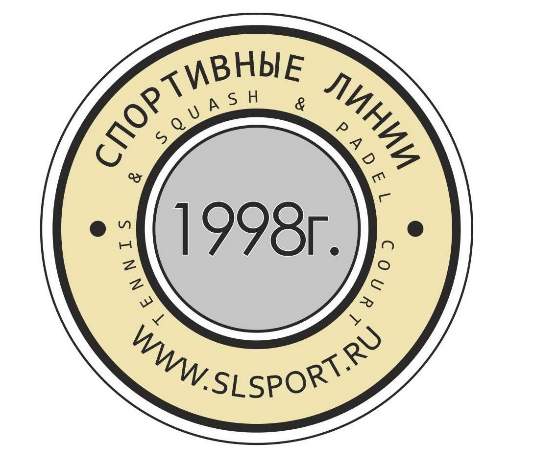 СПОРТИВНЫЕ ЛИНИИ
TENNIS & SQUASH & PADEL COURT
1998г.
WWW.SLSPORT.RU